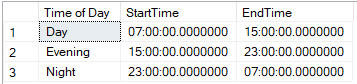 Time of Day StartTime EndTime
1 Day 07:00:00.0000000 15:00:00.0000000
2 Evening 15:00:00.0000000 23:00:00.0000000
3 Night 23:00:00.0000000 07:00:00.0000000